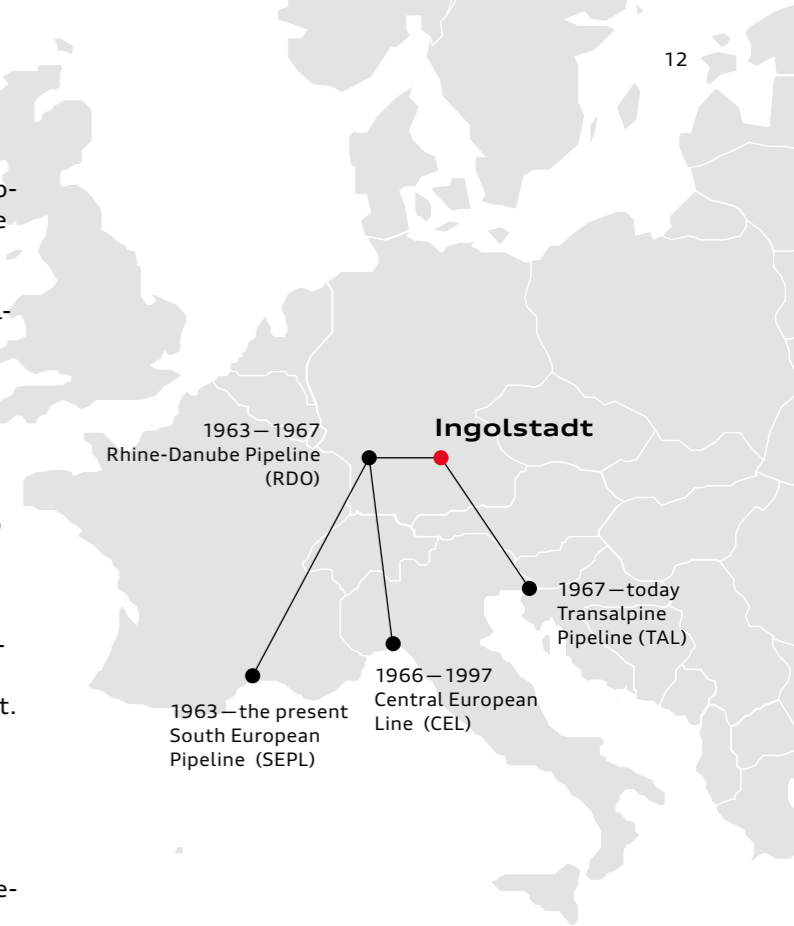 12
1963–1967
Rhine-Danube Pipeline
(RDO)
Ingolstadt
1967–today
Transalpine
Pipeline (TAL)
1966–1997
Central European
Line (CEL)
1963–the present
South European
Pipeline (SEPL)